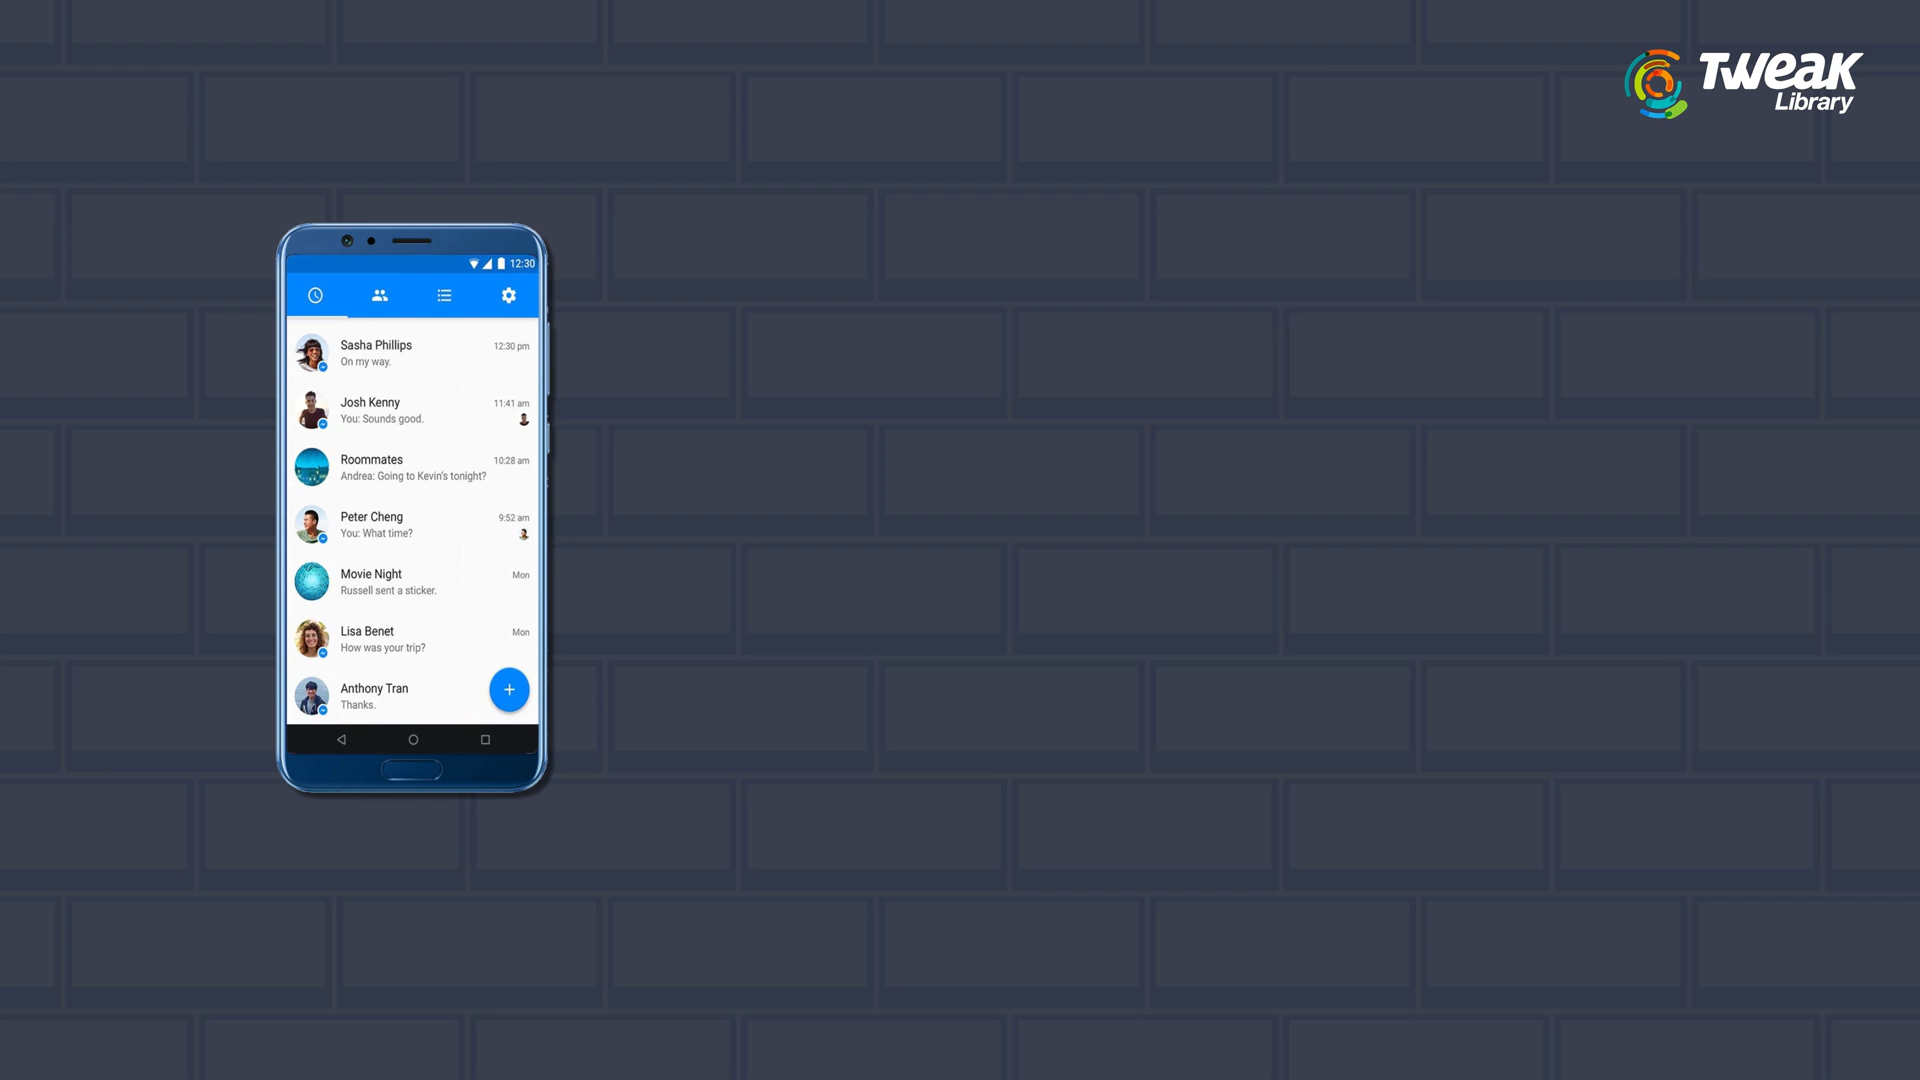 TWEAK
Library
12:30
Sasha Phillips 12:30 pm
On my way.
Josh Kenny 11:41 am
You: Sounds good.
Roommates 10:28 am
Andrea: Going to Kevin's tonight?
Peter Cheng 9:52 am
You: What time?
Movie Night Mon
Russell sent a sticker.
Lisa Benet Mon
How was your trip?
Anthony Tran
Thanks.